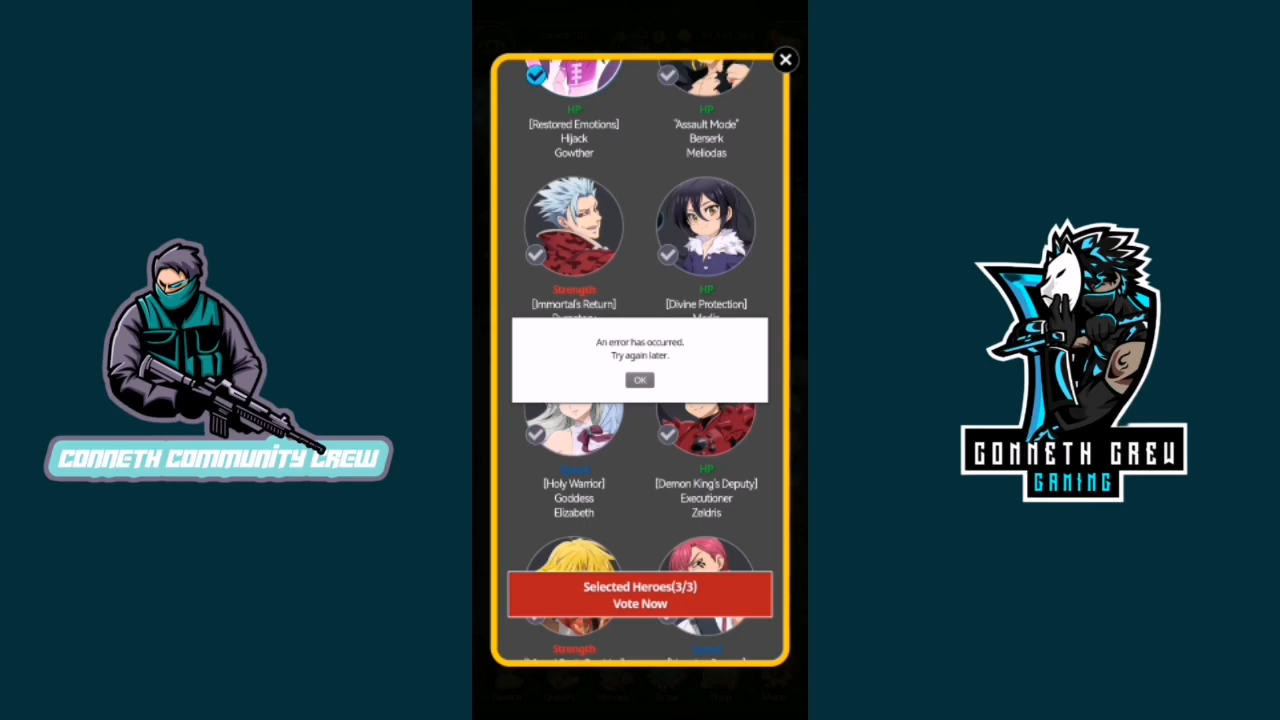 HP
HP
[Restored Emotions]
Hijack
Gowther
"Assault Mode"
Berserk
Meliodas
Strength
[Immortal's Return]
HP
[Divine Protection]
An error has occurred.
Try again later.
OK
[Holy Warrior]
Goddess
Elizabeth
HP
[Demon King's Deputy]
Executioner
Zeldris
Selected Heroes(3/3)
Vote Now
Strength
CONNETH COMMUNITY CREW
CONNETH CREW
GAMING